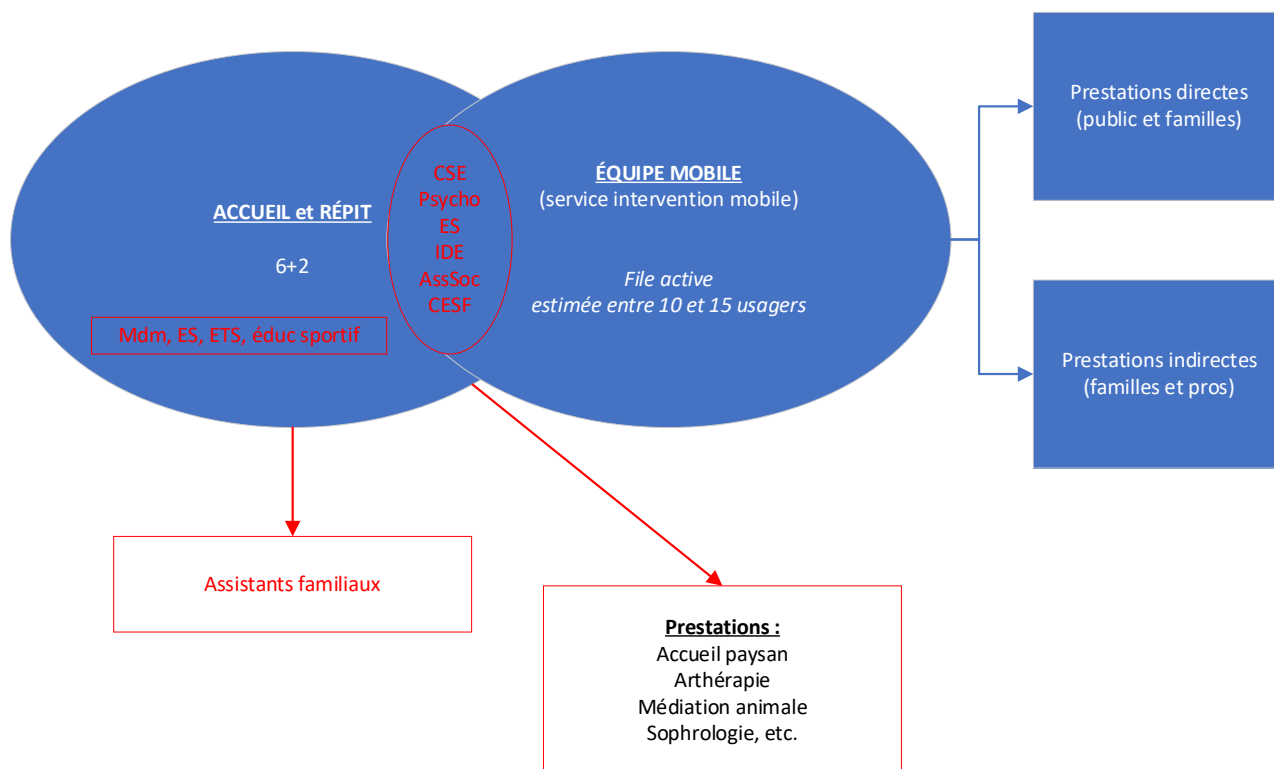 ACCUEIL et RÉPIT
6+2
Mdm, ES, ETS, éduc sportif
CSE
Psycho
ES
IDE
AssSoc
CESF
ÉQUIPE MOBILE
(service intervention mobile)
File active
estimée entre 10 et 15 usagers
Prestations directes
(public et familles)
Prestations indirectes
(familles et pros)
Assistants familiaux
Prestations :
Accueil paysan
Arthérapie
Médiation animale
Sophrologie, etc.